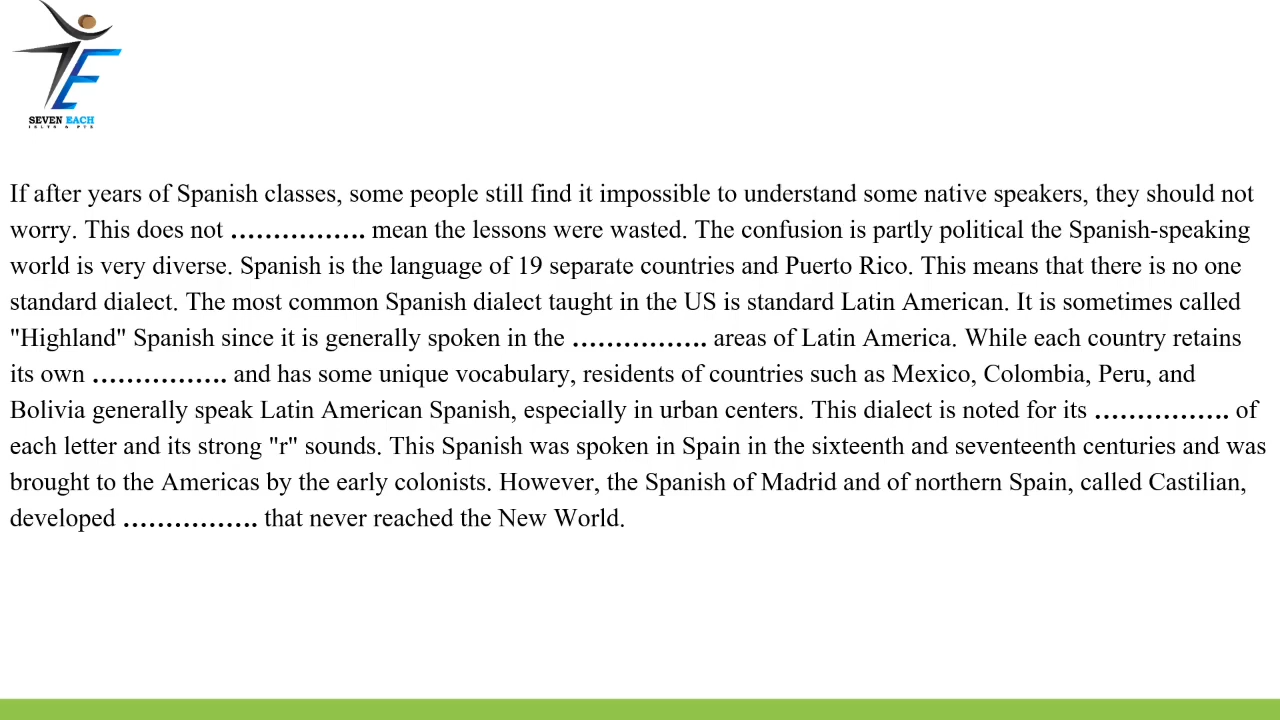 SEVEN EACH
IELTS & PTE
If after years of Spanish classes, some people still find it impossible to understand some native speakers, they should not
worry. This does not ……………. mean the lessons were wasted. The confusion is partly political the Spanish-speaking
world is very diverse. Spanish is the language of 19 separate countries and Puerto Rico. This means that there is no one
standard dialect. The most common Spanish dialect taught in the US is standard Latin American. It is sometimes called
"Highland" Spanish since it is generally spoken in the ……………. areas of Latin America. While each country retains
its own ……………. and has some unique vocabulary, residents of countries such as Mexico, Colombia, Peru, and
Bolivia generally speak Latin American Spanish, especially in urban centers. This dialect is noted for its ……………. of
each letter and its strong "r" sounds. This Spanish was spoken in Spain in the sixteenth and seventeenth centuries and was
brought to the Americas by the early colonists. However, the Spanish of Madrid and of northern Spain, called Castilian,
developed ……………. that never reached the New World.